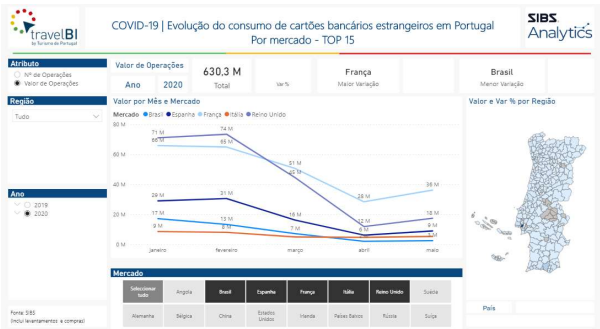 travelBI
by Turismo de Portugal
COVID-19 | Evolução do consumo de cartões bancários estrangeiros em Portugal
Por mercado - TOP 15
SIBS
Analytics
Atributo
Nº de Operações
Valor de Operações
Valor de Operações
Ano 2020
630,3 M
Total
Var %
França
Maior Variação
Brasil
Menor Variação
Região
Tudo
Ano
2019
2020
Valor por Mês e Mercado
Mercado Brasil Espanha França Itália Reino Unido
80 M
60 M
40 M
20 M
0 M
71 M
66 M
29 M
17 M
9 M
74 M
65 M
31 M
13 M
8 M
51 M
45 M
16 M
7 M
28 M
12 M
6 M
36 M
18 M
9 M
janeiro fevereiro março abril maio
Valor e Var % por Região
Mercado
Selecionar tudo
Angola
Brasil
Espanha
França
Itália
Reino Unido
Suécia
Alemanha
Bélgica
China
Estados Unidos
Irlanda
Países Baixos
Rússia
Suíça
País
Fonte: SIBS
(Inclui levantamentos e compras)